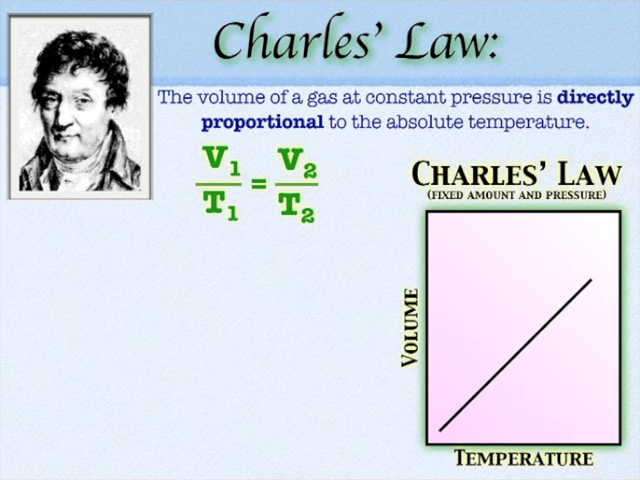 Charles' Law:
The volume of a gas at constant pressure is directly
proportional to the absolute temperature.
V1 = V2
T1 T2
CHARLES' LAW
(FIXED AMOUNT AND PRESSURE)
VOLUME
TEMPERATURE